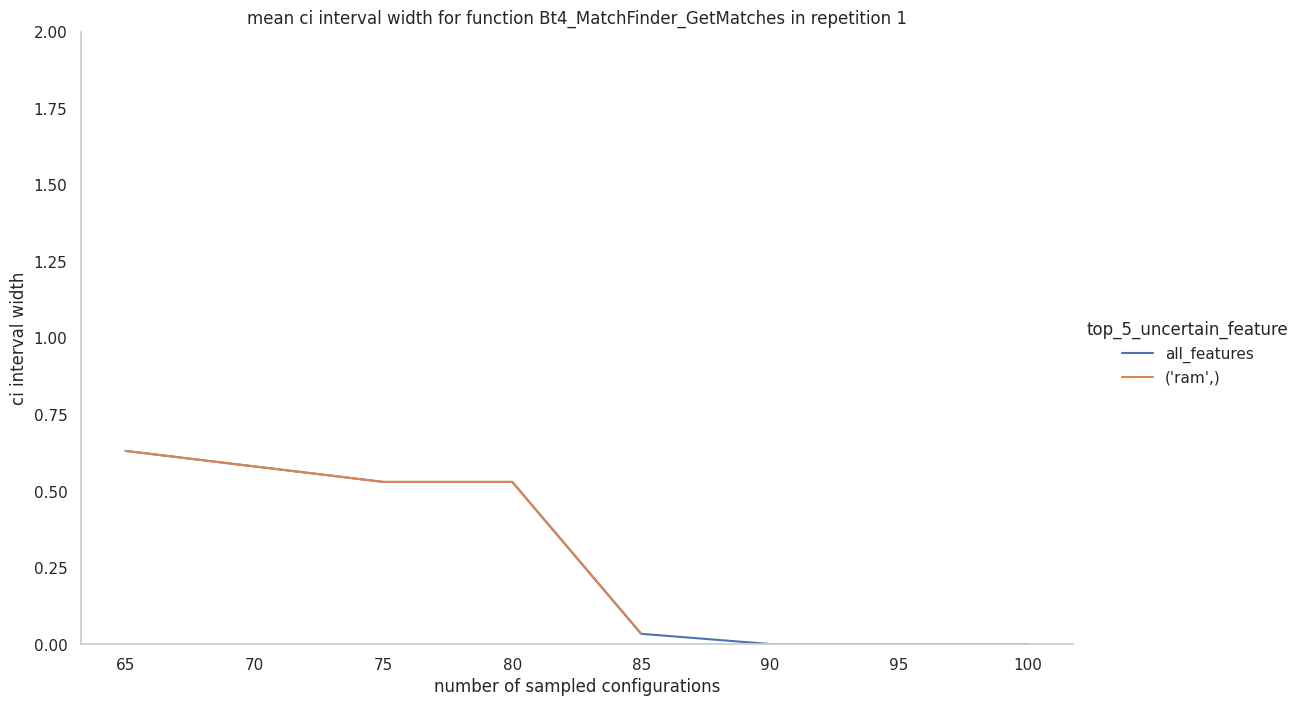 mean ci interval width for function Bt4_MatchFinder_GetMatches in repetition 1
2.00
1.75
1.50
1.25
1.00
0.75
0.50
0.25
0.00
ci interval width
65 70 75 80 85 90 95 100
number of sampled configurations
top_5_uncertain_feature
all_features
('ram',)